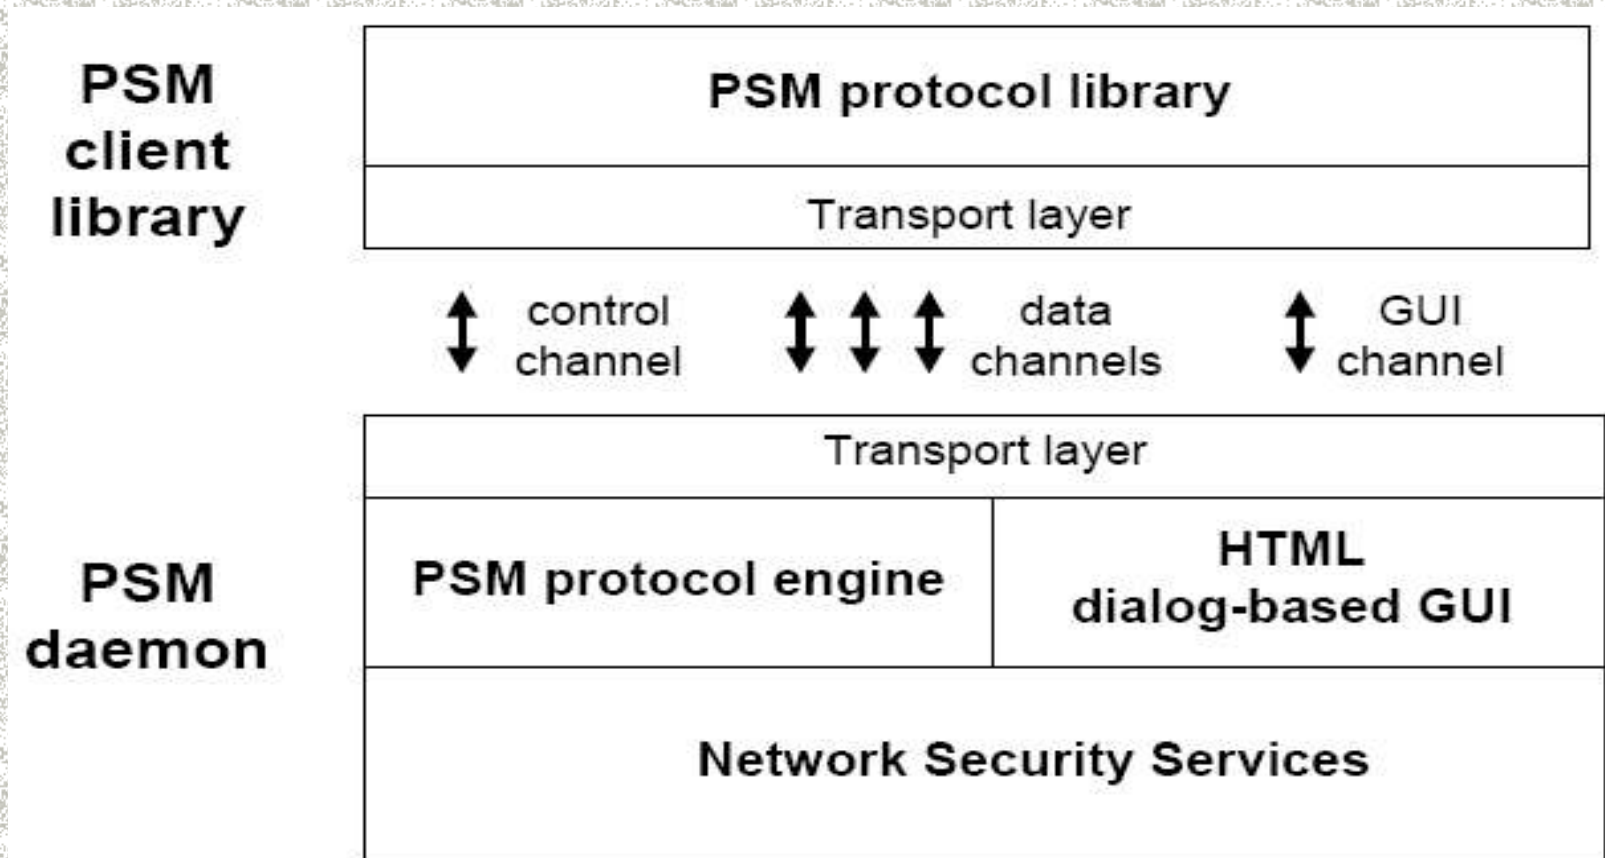 PSM
client
library
PSM protocol library
Transport layer
control
channel
data
channels
GUI
channel
PSM
daemon
Transport layer
PSM protocol engine
HTML
dialog-based GUI
Network Security Services